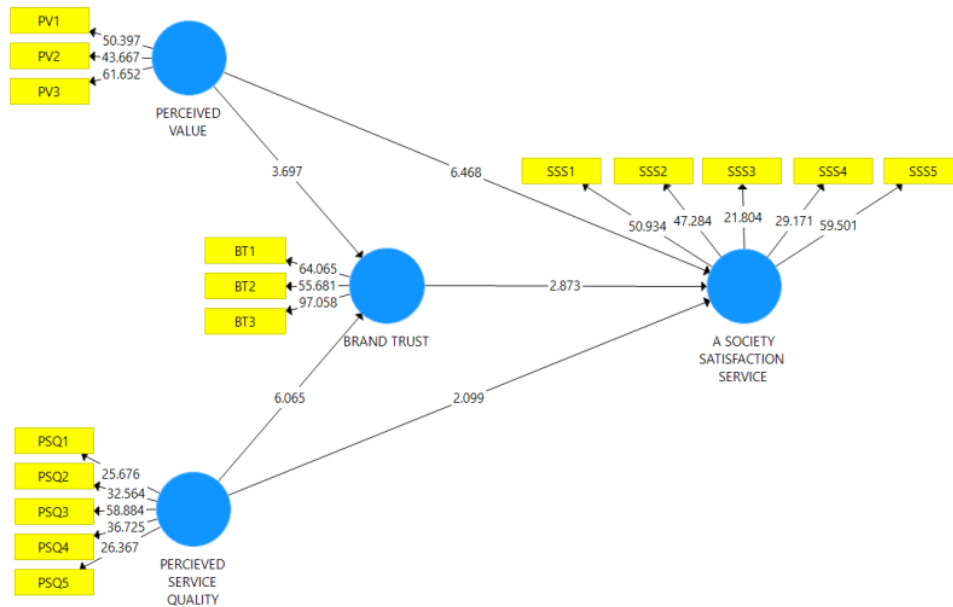 PV1
PV2
PV3
50.397
43.667
61.652
PERCEIVED
VALUE
3.697
6.468
SSS1
SSS2
SSS3
SSS4
SSS5
50.934
47.284
21.804
29.171
59.501
BT1
BT2
BT3
64.065
55.681
97.058
BRAND TRUST
2.873
A SOCIETY
SATISFACTION
SERVICE
6.065
2.099
PSQ1
PSQ2
PSQ3
PSQ4
PSQ5
25.676
32.564
58.884
36.725
26.367
PERCIEVED
SERVICE
QUALITY